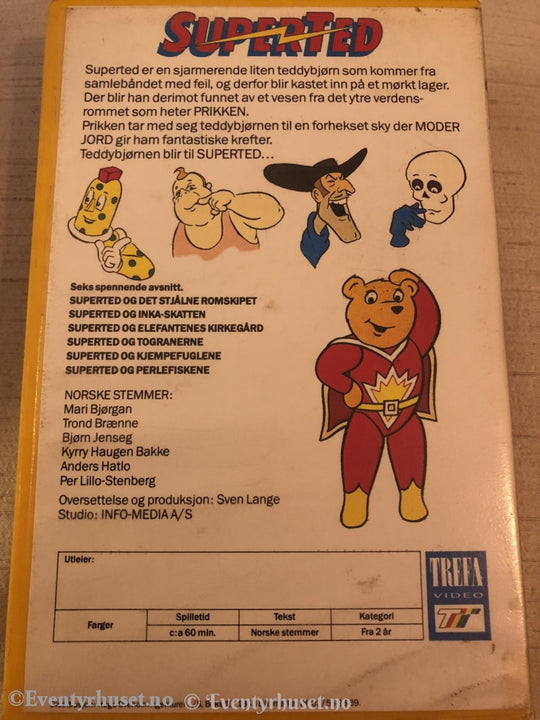 SUPERTED
Superted er en sjarmerende liten teddybjørn som kommer fra
samlebåndet med feil, og derfor blir kastet inn på et mørkt lager.
Der blir han derimot funnet av et vesen fra det ytre verdens-
rommet som heter PRIKKEN.
Prikken tar med seg teddybjørnen til en forhekset sky der MODER
JORD gir ham fantastiske krefter.
Teddybjørnen blir til SUPERTED...
Seks spennende avsnitt.
SUPERTED OG DET STJÅLNE ROMSKIPET
SUPERTED OG INKA-SKATTEN
SUPERTED OG ELEFANTENES KIRKEGÅRD
SUPERTED OG TOGRANERNE
SUPERTED OG KJEMPEFUGLENE
SUPERTED OG PERLEFISKENE
NORSKE STEMMER:
Mari Bjørgan
Trond Brænne
Bjørn Jenseg
Kyrry Haugen Bakke
Anders Hatlo
Per Lillo-Stenberg
Oversettelse og produksjon: Sven Lange
Studio: INFO-MEDIA A/S
Utleier:
Farger
Spilletid
c:a 60 min.
Tekst
Norske stemmer
Kategori
Fra 2 år
TREFA
VIDEO
©Eventyrhuset.no
©Eventyrhuset.no